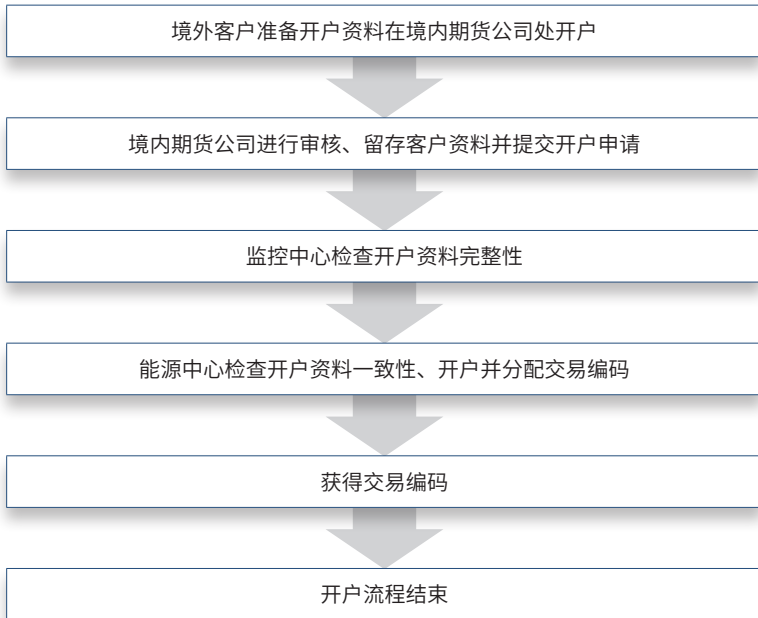 境外客户准备开户资料在境内期货公司处开户
境内期货公司进行审核、留存客户资料并提交开户申请
监控中心检查开户资料完整性
能源中心检查开户资料一致性、开户并分配交易编码
获得交易编码
开户流程结束